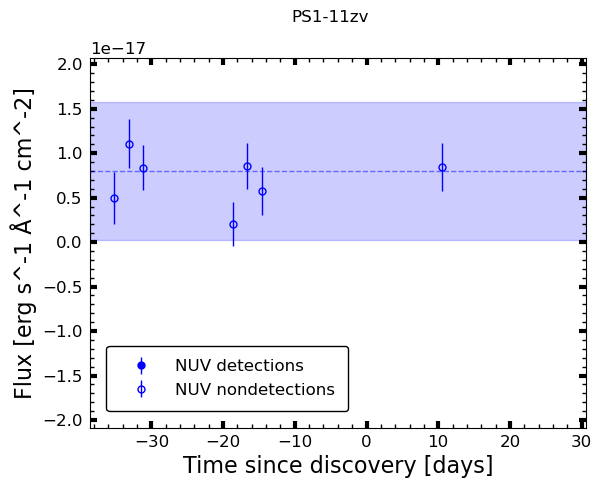 PS1-11zv
1e−17
2.0
1.5
1.0
0.5
0.0
−0.5
−1.0
−1.5
−2.0
Flux [erg s^-1 Å^-1 cm^-2]
NUV detections
NUV nondetections
−30 −20 −10 0 10 20 30
Time since discovery [days]